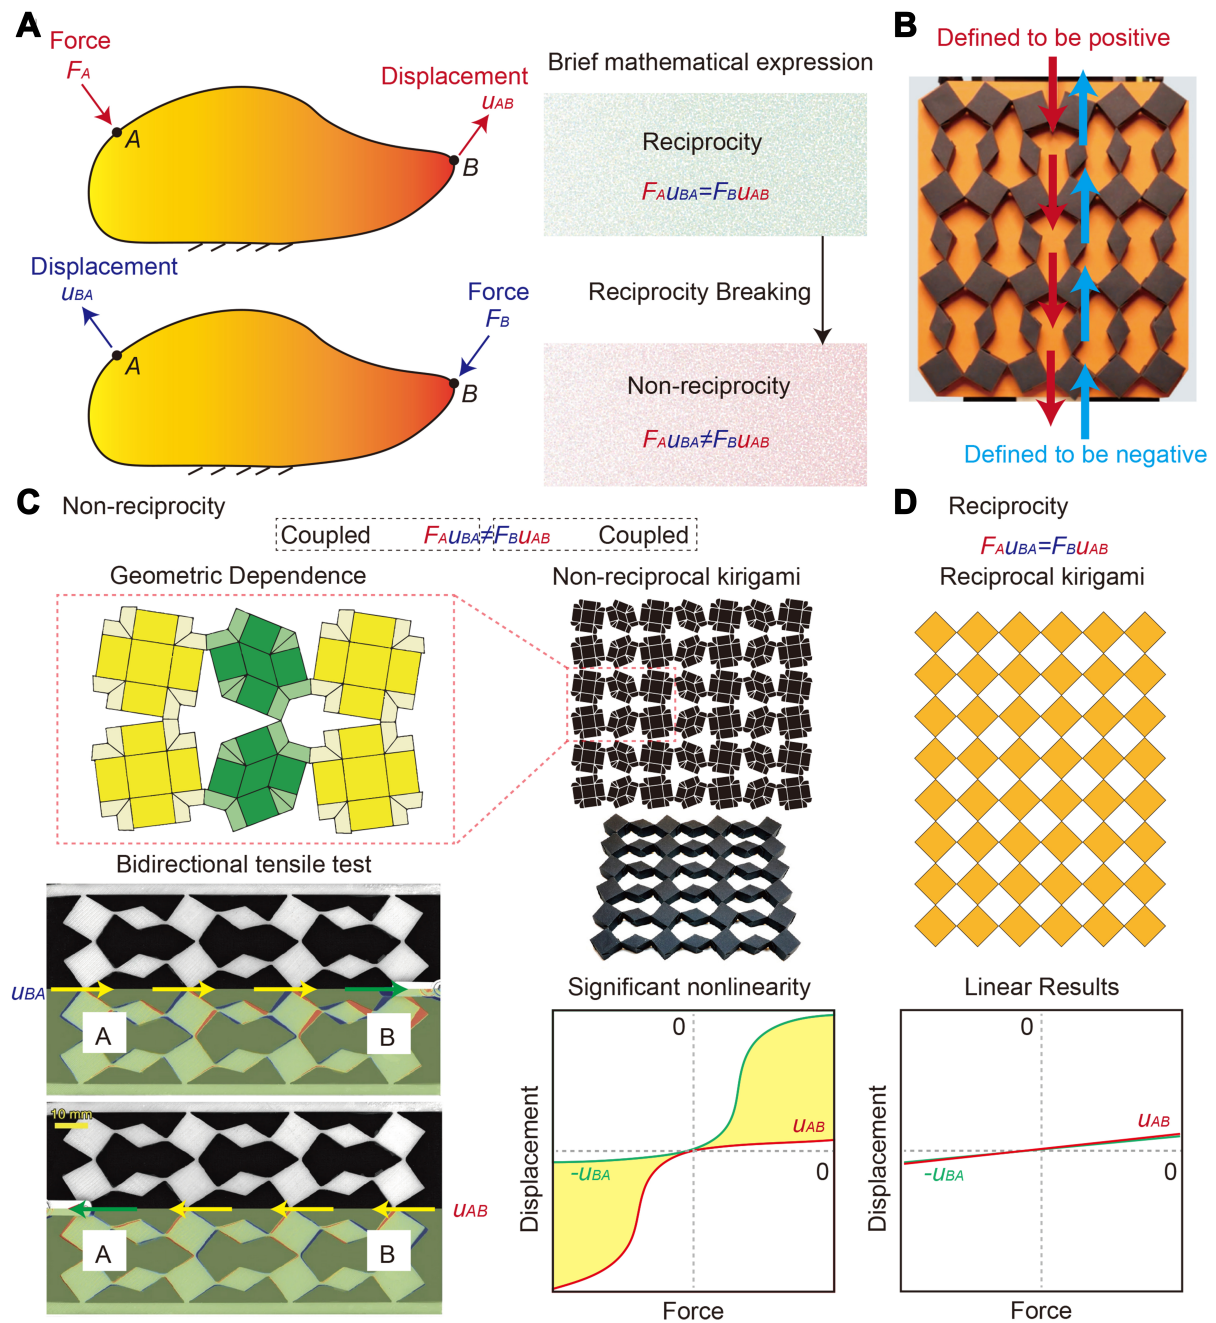 A
Force
FA
A
Displacement
uAB
B
Displacement
uBA
A
Force
FB
B
Brief mathematical expression
Reciprocity
FAuBA=FBuAB
Reciprocity Breaking
Non-reciprocity
FAuBA≠FBuAB
B
Defined to be positive
Defined to be negative
C
Non-reciprocity
Coupled FAuBA≠FBuAB Coupled
Geometric Dependence
Non-reciprocal kirigami
Bidirectional tensile test
uBA
A
B
10 mm
uAB
A
B
Significant nonlinearity
0
uAB
-uBA
0
Displacement
Force
D
Reciprocity
FAuBA=FBuAB
Reciprocal kirigami
Linear Results
0
uAB
-uBA
0
Displacement
Force